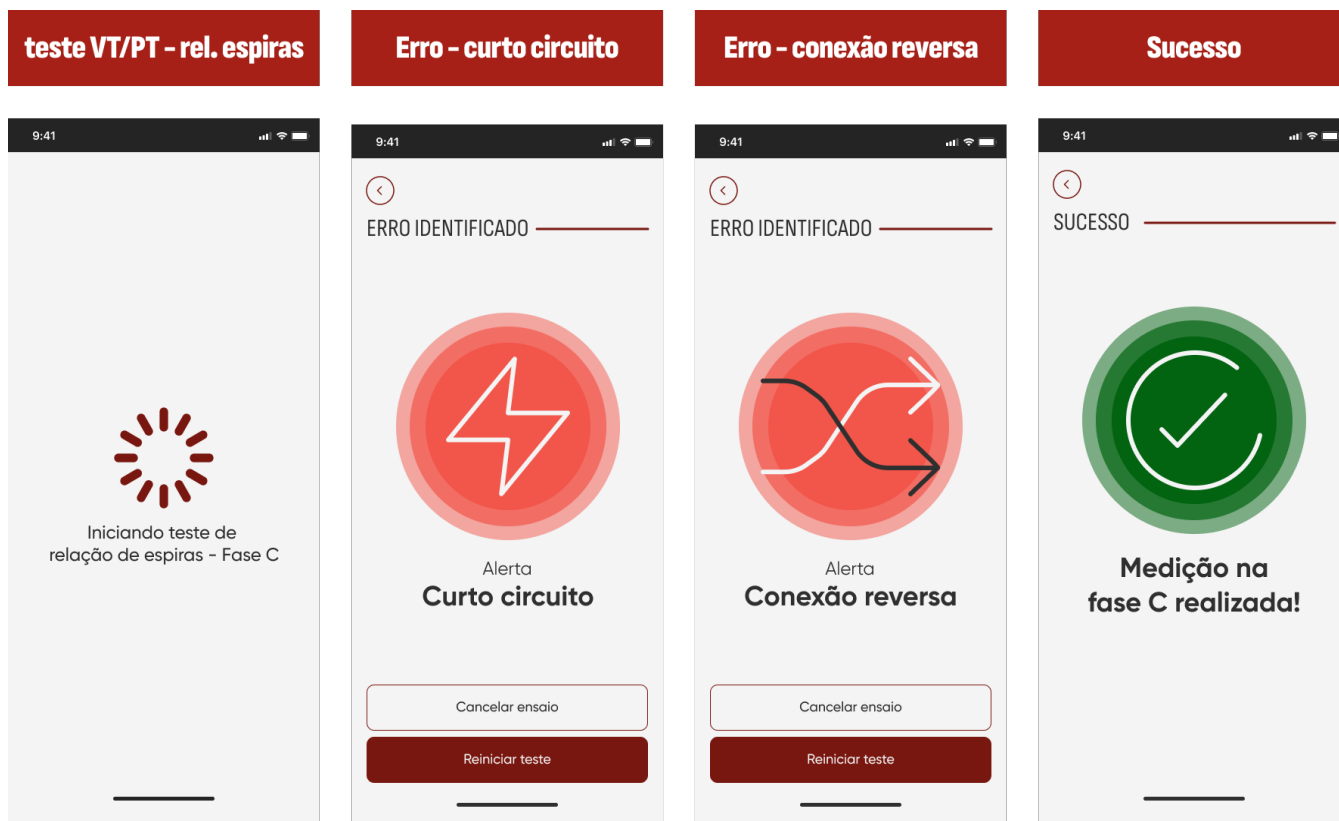 teste VT/PT - rel. espiras
9:41
Iniciando teste de
relação de espiras - Fase C
Erro - curto circuito
9:41
ERRO IDENTIFICADO
Alerta
Curto circuito
Cancelar ensaio
Reiniciar teste
Erro - conexão reversa
9:41
ERRO IDENTIFICADO
Alerta
Conexão reversa
Cancelar ensaio
Reiniciar teste
Sucesso
9:41
SUCESSO
Medição na
fase C realizada!